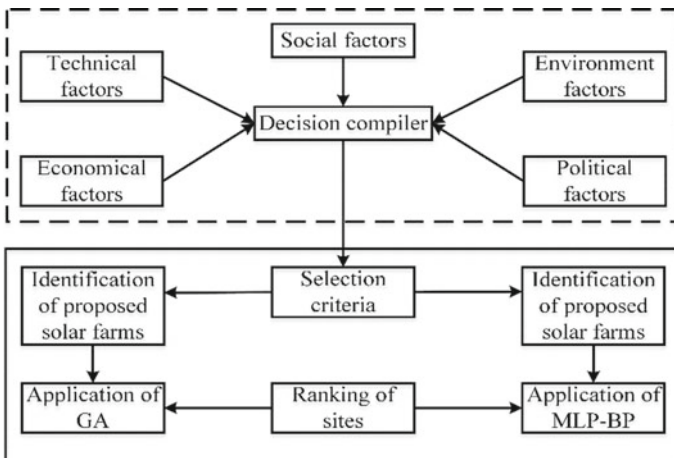 Social factors
Technical
factors
Environment
factors
Decision compiler
Economical
factors
Political
factors
Identification
of proposed
solar farms
Selection
criteria
Identification
of proposed
solar farms
Application of
GA
Ranking of
sites
Application of
MLP-BP